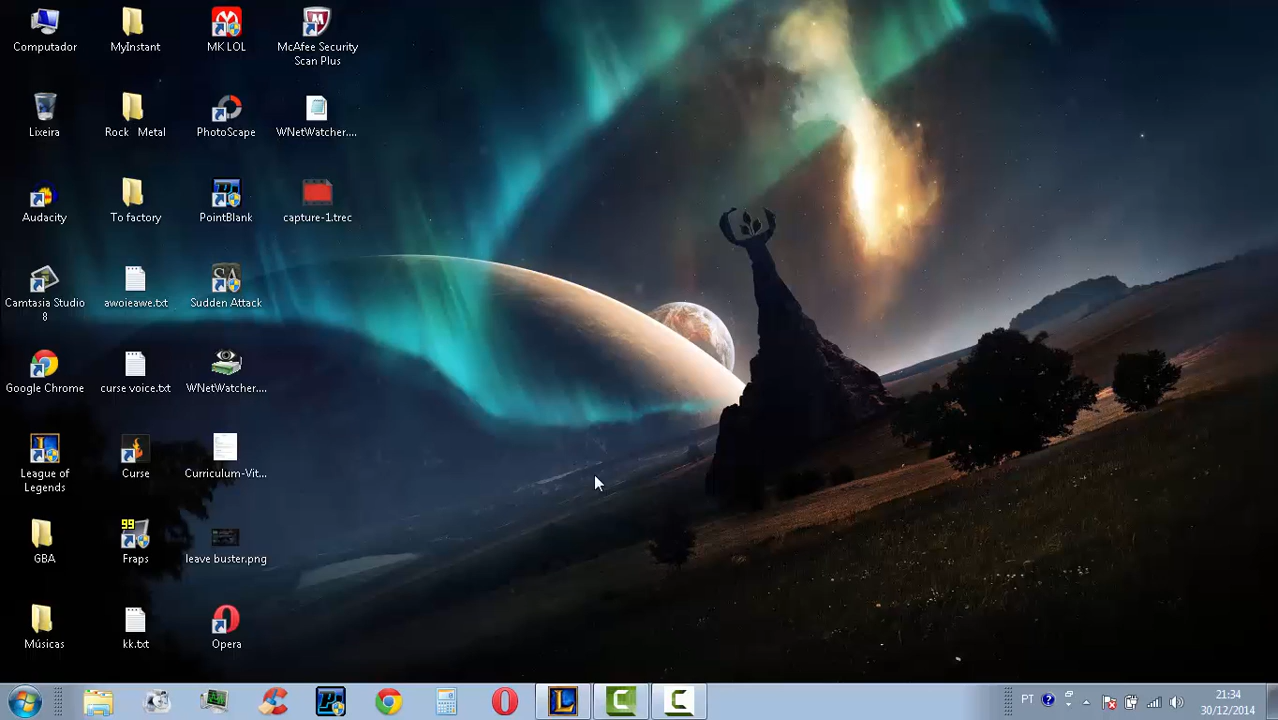 Computador
MyInstant
MK LOL
McAfee Security
Scan Plus
Lixeira
Rock Metal
PhotoScape
WNetWatcher....
Audacity
To factory
PointBlank
capture-1.trec
Camtasia Studio
8
awoieawe.txt
Sudden Attack
Google Chrome
curse voice.txt
WNetWatcher....
League of
Legends
Curse
Curriculum-Vit...
GBA
99
Fraps
leave buster.png
Músicas
kk.txt
Opera
PT
21:34
30/12/2014